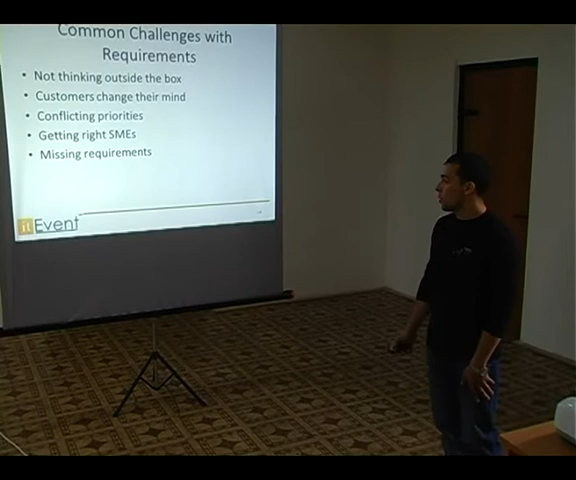 Common Challenges with
Requirements
• Not thinking outside the box
• Customers change their mind
• Conflicting priorities
• Getting right SMEs
• Missing requirements
itEvent